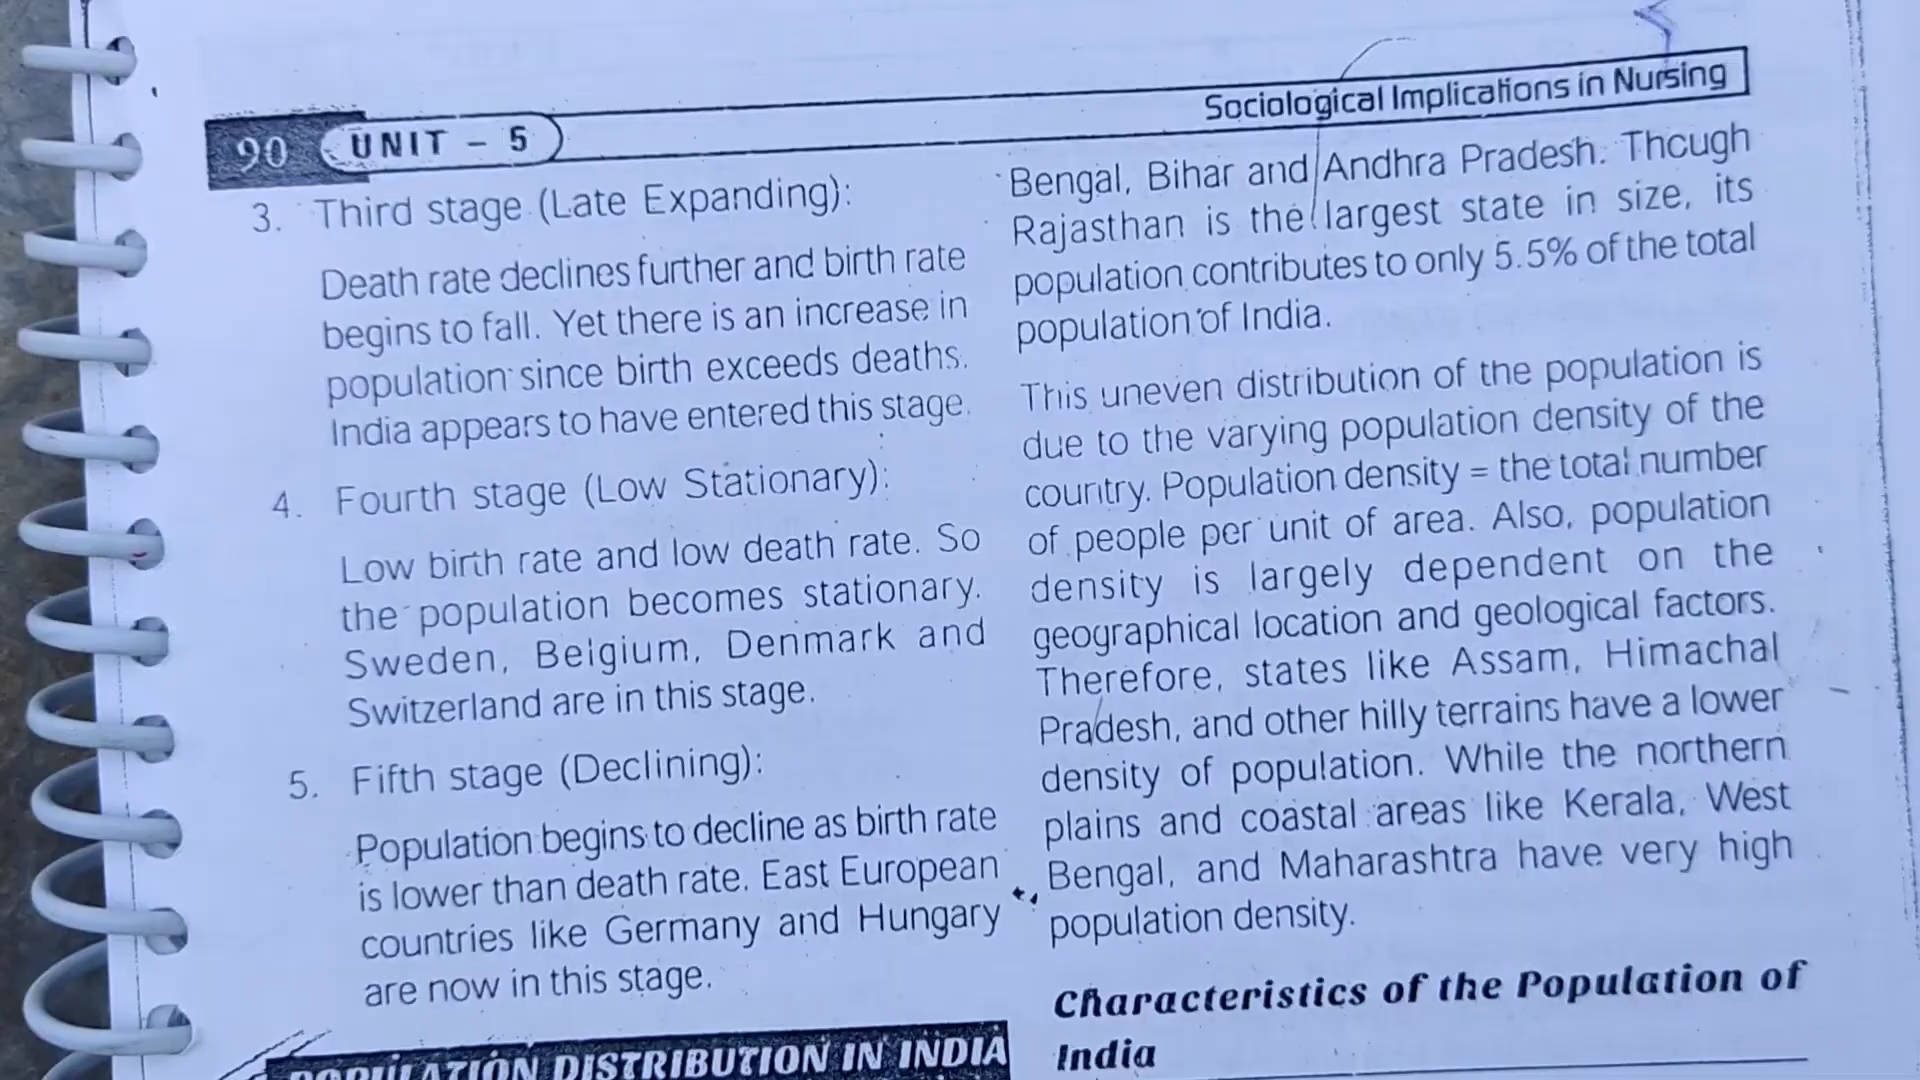 90 UNIT - 5
Sociological Implications in Nursing
3. Third stage (Late Expanding):
Death rate declines further and birth rate
begins to fall. Yet there is an increase in
population since birth exceeds deaths.
India appears to have entered this stage.
4. Fourth stage (Low Stationary):
Low birth rate and low death rate. So
the population becomes stationary.
Sweden, Belgium, Denmark and
Switzerland are in this stage.
5. Fifth stage (Declining):
Population begins to decline as birth rate
is lower than death rate. East European
countries like Germany and Hungary
are now in this stage.
POPULATION DISTRIBUTION IN INDIA
Bengal, Bihar and Andhra Pradesh. Though
Rajasthan is the largest state in size, its
population contributes to only 5.5% of the total
population of India.
This uneven distribution of the population is
due to the varying population density of the
country. Population density = the total number
of people per unit of area. Also, population
density is largely dependent on the
geographical location and geological factors.
Therefore, states like Assam, Himachal
Pradesh, and other hilly terrains have a lower
density of population. While the northern
plains and coastal areas like Kerala, West
Bengal, and Maharashtra have very high
population density.
Characteristics of the Population of
India